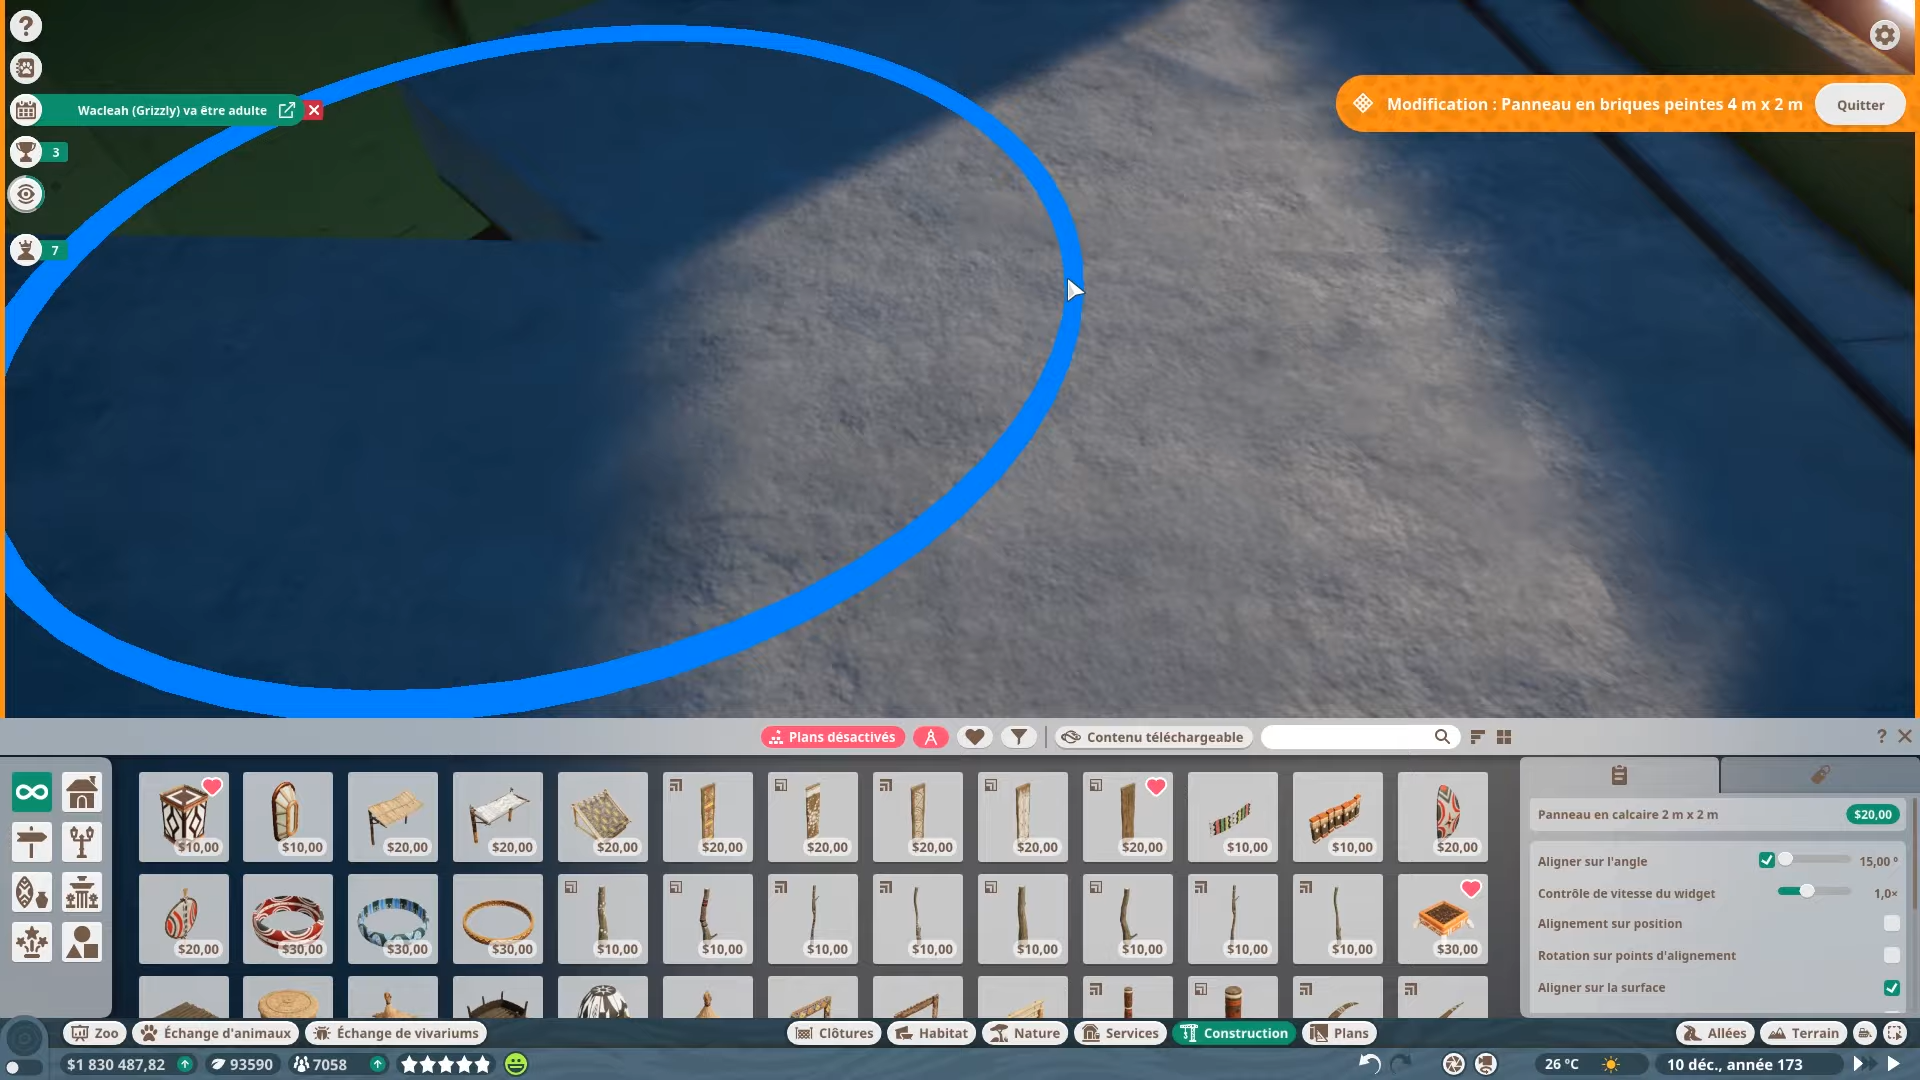 Wacleah (Grizzly) va être adulte
3
7
Modification : Panneau en briques peintes 4 m x 2 m
Quitter
Plans désactivés
Contenu téléchargeable
?
$10,00
$10,00
$20,00
$20,00
$20,00
$20,00
$20,00
$20,00
$20,00
$20,00
$10,00
$10,00
$20,00
$20,00
$30,00
$30,00
$30,00
$10,00
$10,00
$10,00
$10,00
$10,00
$10,00
$10,00
$10,00
$30,00
Panneau en calcaire 2 m x 2 m
$20,00
Aligner sur l'angle
15,00 °
Contrôle de vitesse du widget
1,0×
Alignement sur position
Rotation sur points d'alignement
Aligner sur la surface
Zoo
Échange d'animaux
Échange de vivariums
Clôtures
Habitat
Nature
Services
Construction
Plans
Allées
Terrain
$1 830 487,82
93590
7058
26 °C
10 déc., année 173